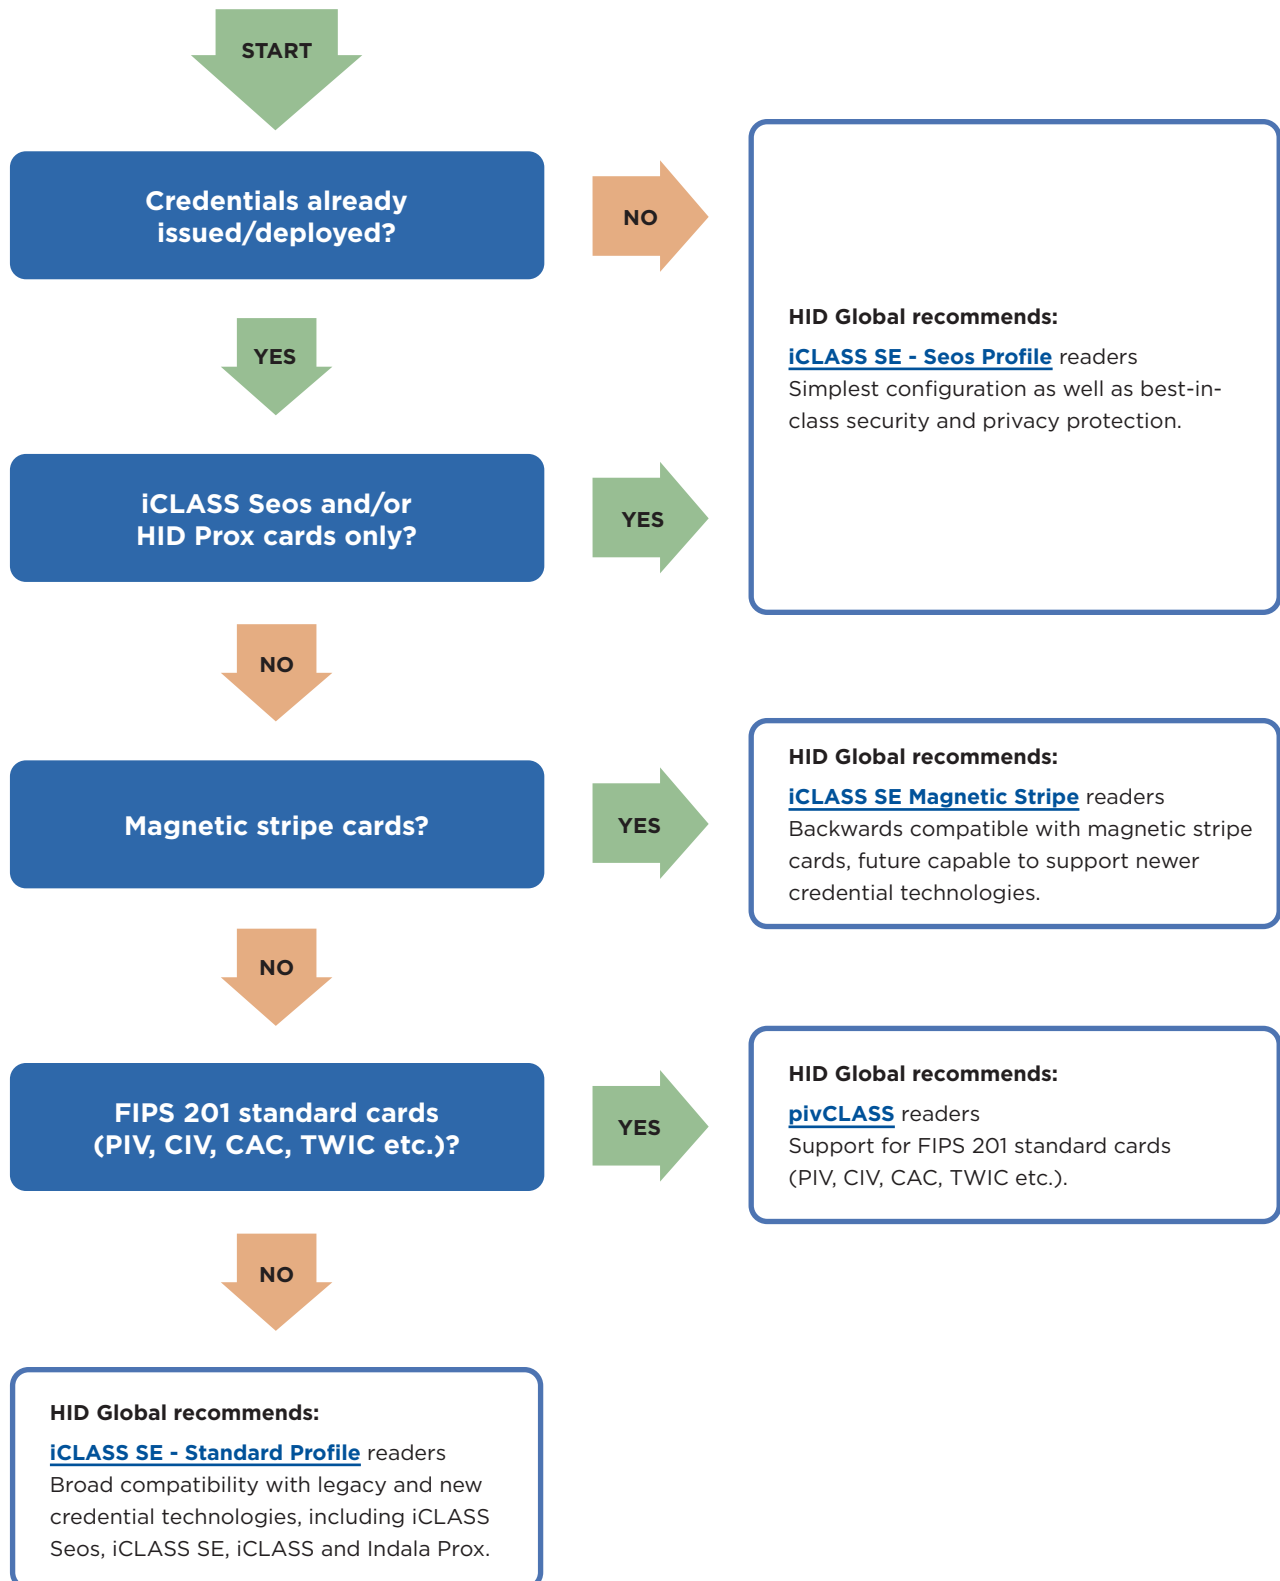 START
Credentials already
issued/deployed?
NO
HID Global recommends:
iCLASS SE - Seos Profile readers
Simplest configuration as well as best-in-
class security and privacy protection.
YES
iCLASS Seos and/or
HID Prox cards only?
YES
NO
Magnetic stripe cards?
YES
HID Global recommends:
iCLASS SE Magnetic Stripe readers
Backwards compatible with magnetic stripe
cards, future capable to support newer
credential technologies.
NO
FIPS 201 standard cards
(PIV, CIV, CAC, TWIC etc.)?
YES
HID Global recommends:
pivCLASS readers
Support for FIPS 201 standard cards
(PIV, CIV, CAC, TWIC etc.).
NO
HID Global recommends:
iCLASS SE - Standard Profile readers
Broad compatibility with legacy and new
credential technologies, including iCLASS
Seos, iCLASS SE, iCLASS and Indala Prox.